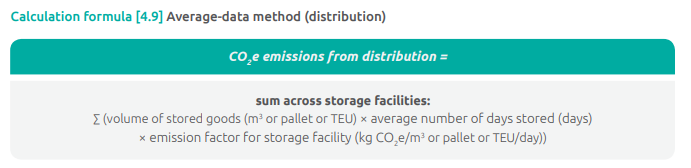 Calculation formula [4.9] Average-data method (distribution)
CO₂e emissions from distribution =
sum across storage facilities:
∑ (volume of stored goods (m³ or pallet or TEU) × average number of days stored (days)
× emission factor for storage facility (kg CO₂e/m³ or pallet or TEU/day))